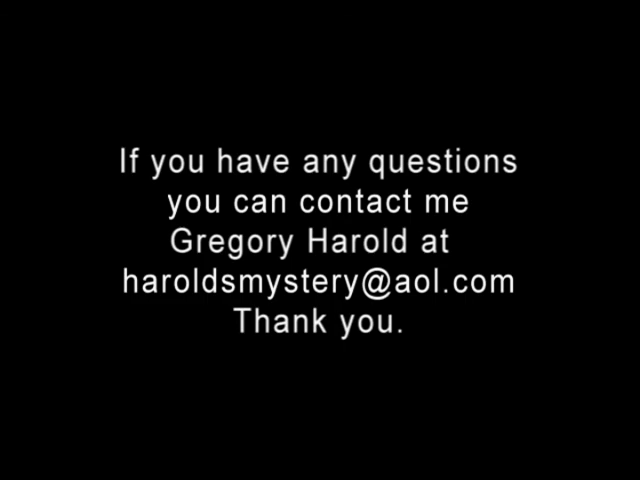 If you have any questions
you can contact me
Gregory Harold at
haroldsmystery@aol.com
Thank you.